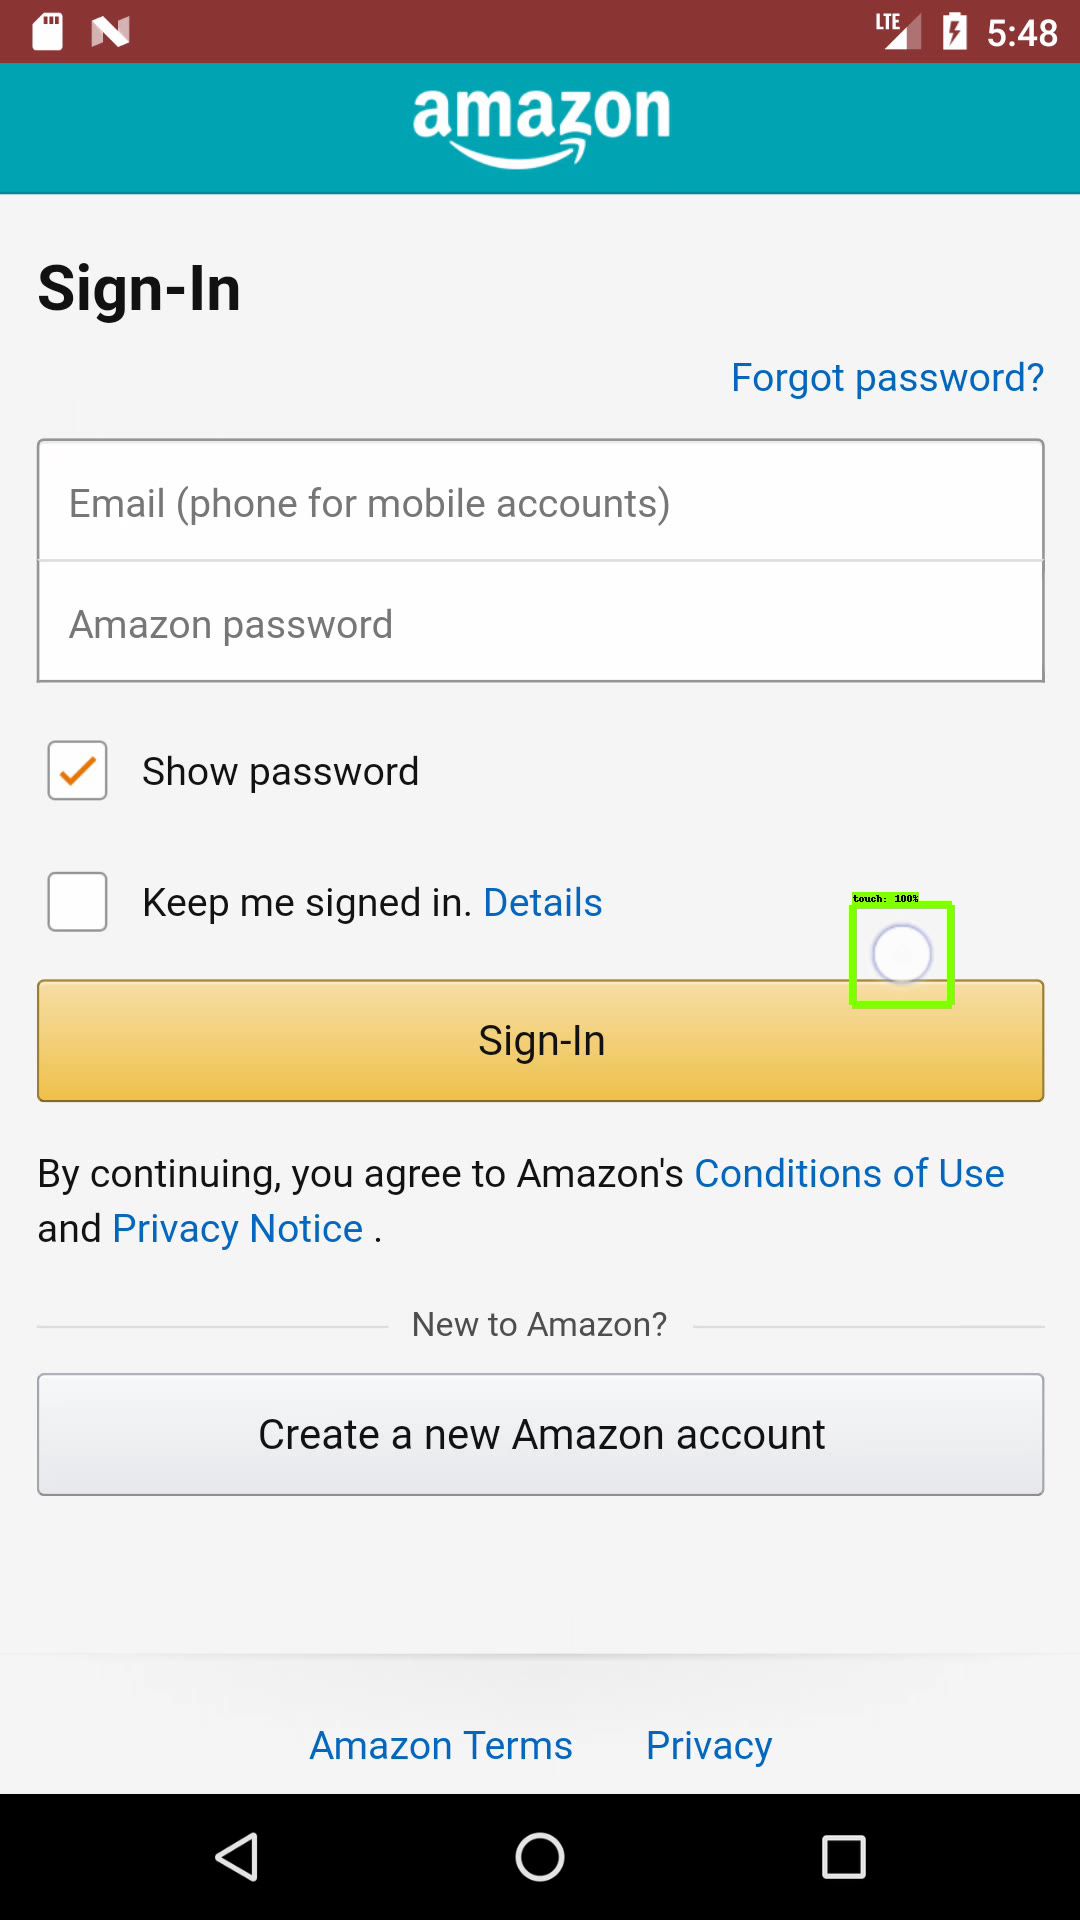 LTE 5:48
amazon
Sign-In
Forgot password?
Email (phone for mobile accounts)
Amazon password
Show password
Keep me signed in. Details
touch: 100%
Sign-In
By continuing, you agree to Amazon's Conditions of Use
and Privacy Notice .
New to Amazon?
Create a new Amazon account
Amazon Terms Privacy